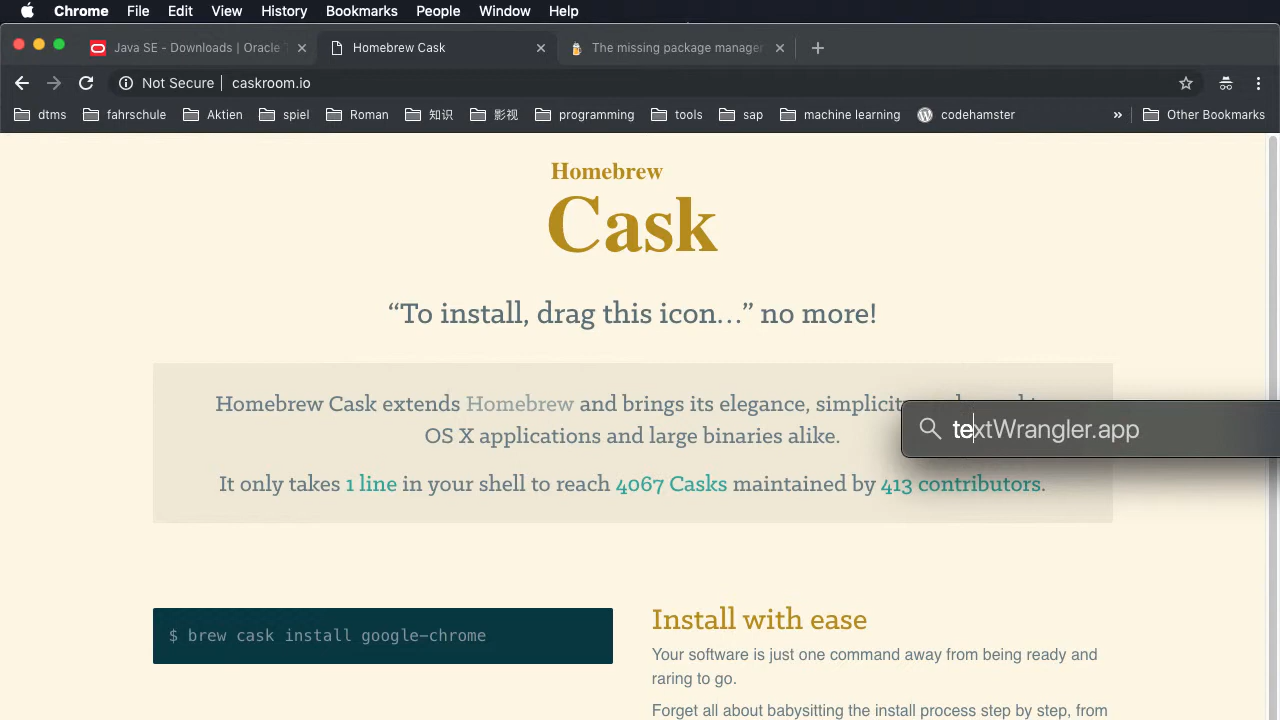 Chrome File Edit View History Bookmarks People Window Help
Java SE - Downloads | Oracle Homebrew Cask The missing package manager
Not Secure caskroom.io
dtms fahrschule Aktien spiel Roman 知识 影视 programming tools sap machine learning codehamster » Other Bookmarks
Homebrew
Cask
“To install, drag this icon…” no more!
Homebrew Cask extends Homebrew and brings its elegance, simplicity
OS X applications and large binaries alike.
textWrangler.app
It only takes 1 line in your shell to reach 4067 Casks maintained by 413 contributors.
$ brew cask install google-chrome
Install with ease
Your software is just one command away from being ready and
raring to go.
Forget all about babysitting the install process step by step, from